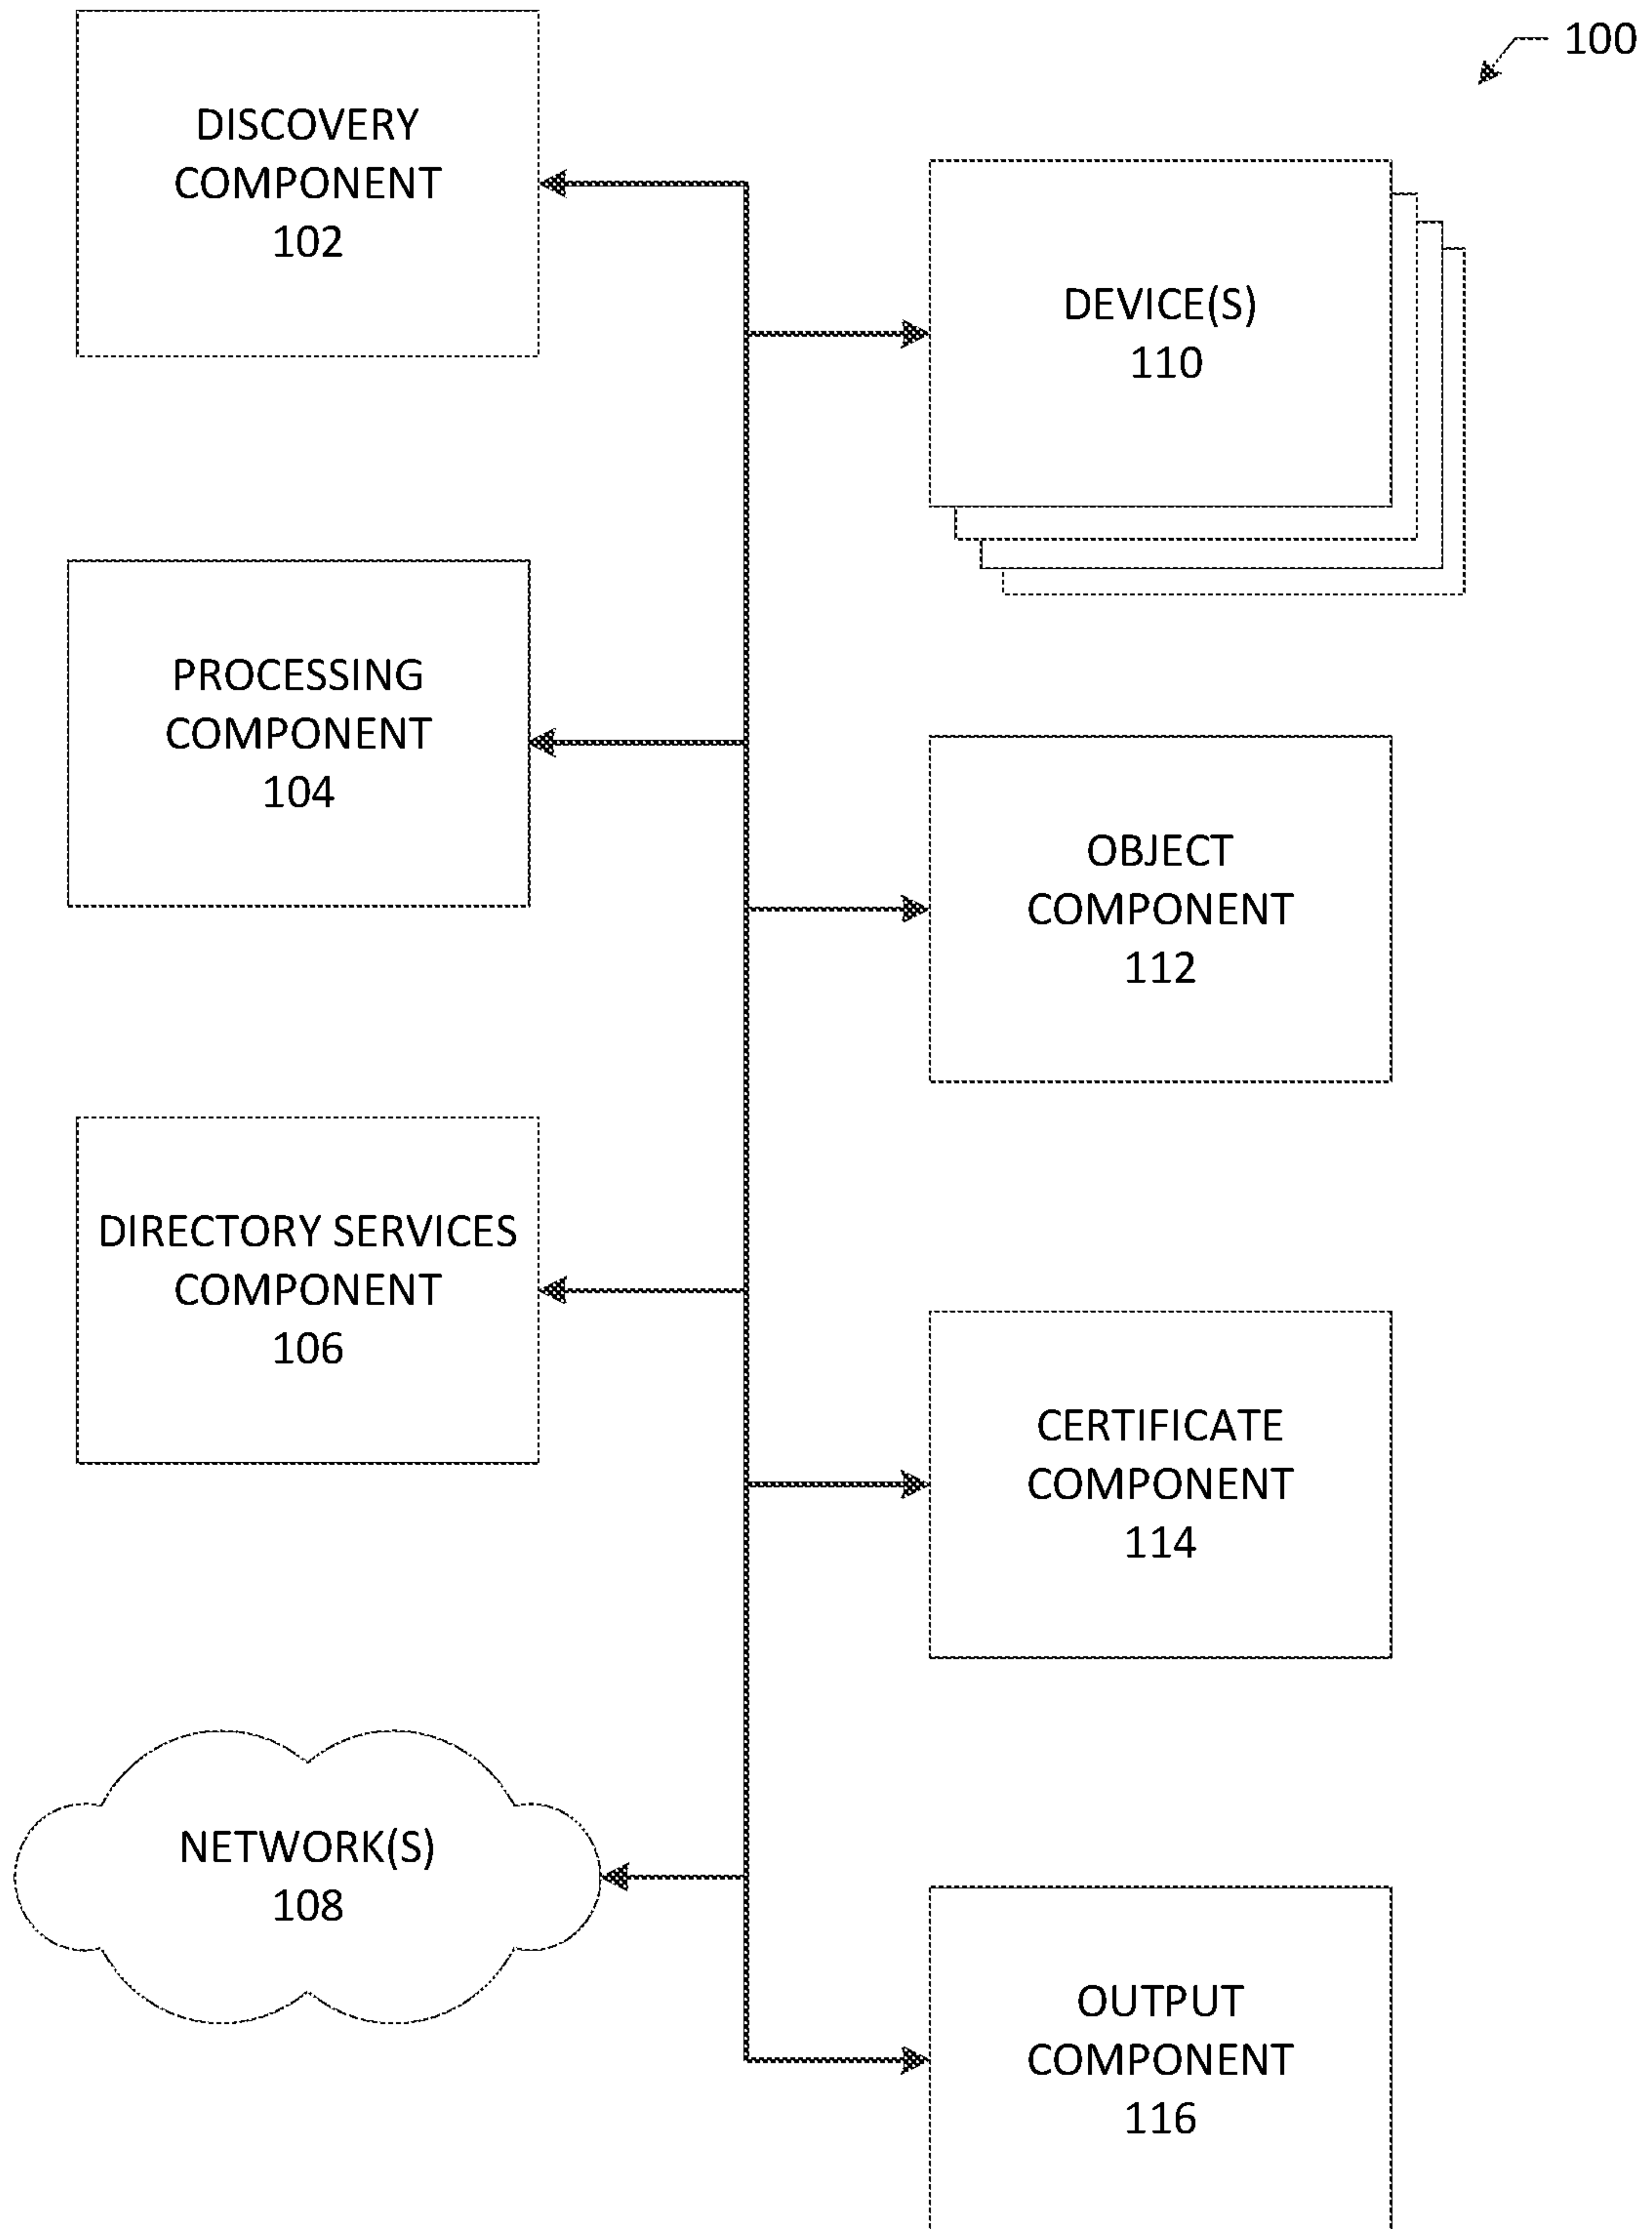 100
DISCOVERY
COMPONENT
102
DEVICE(S)
110
PROCESSING
COMPONENT
104
OBJECT
COMPONENT
112
DIRECTORY SERVICES
COMPONENT
106
CERTIFICATE
COMPONENT
114
NETWORK(S)
108
OUTPUT
COMPONENT
116